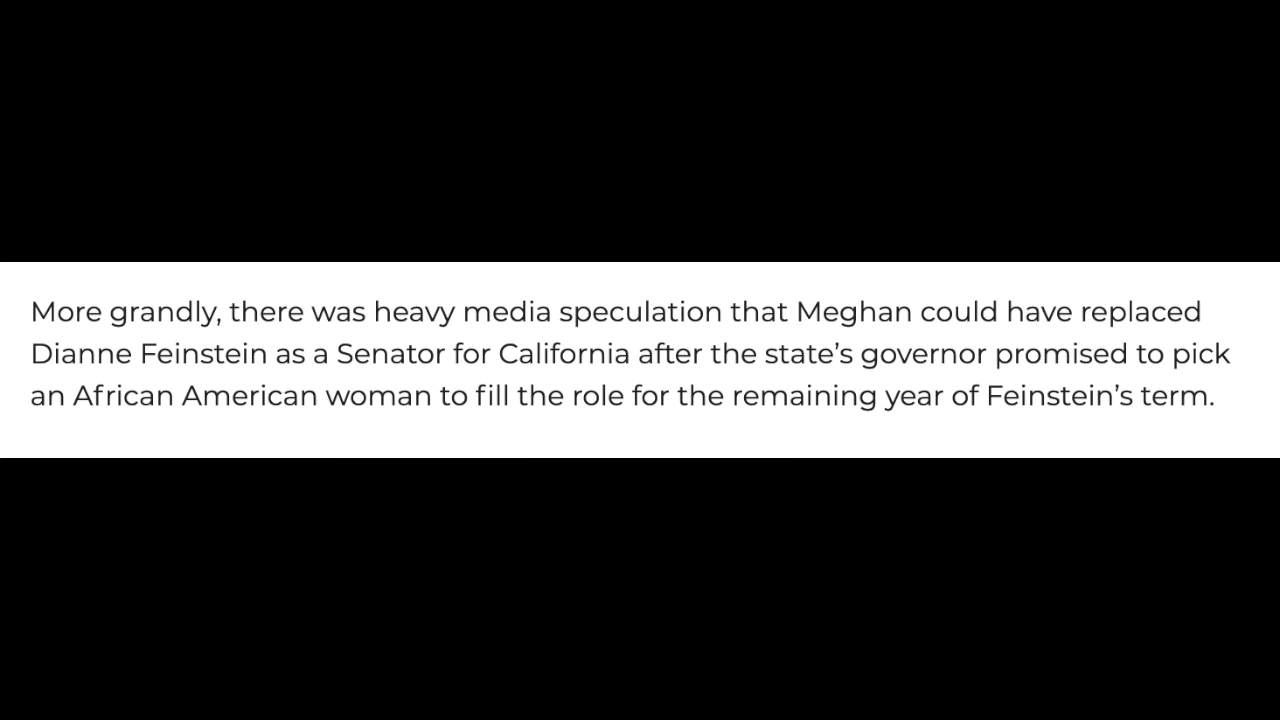 More grandly, there was heavy media speculation that Meghan could have replaced
Dianne Feinstein as a Senator for California after the state’s governor promised to pick
an African American woman to fill the role for the remaining year of Feinstein’s term.